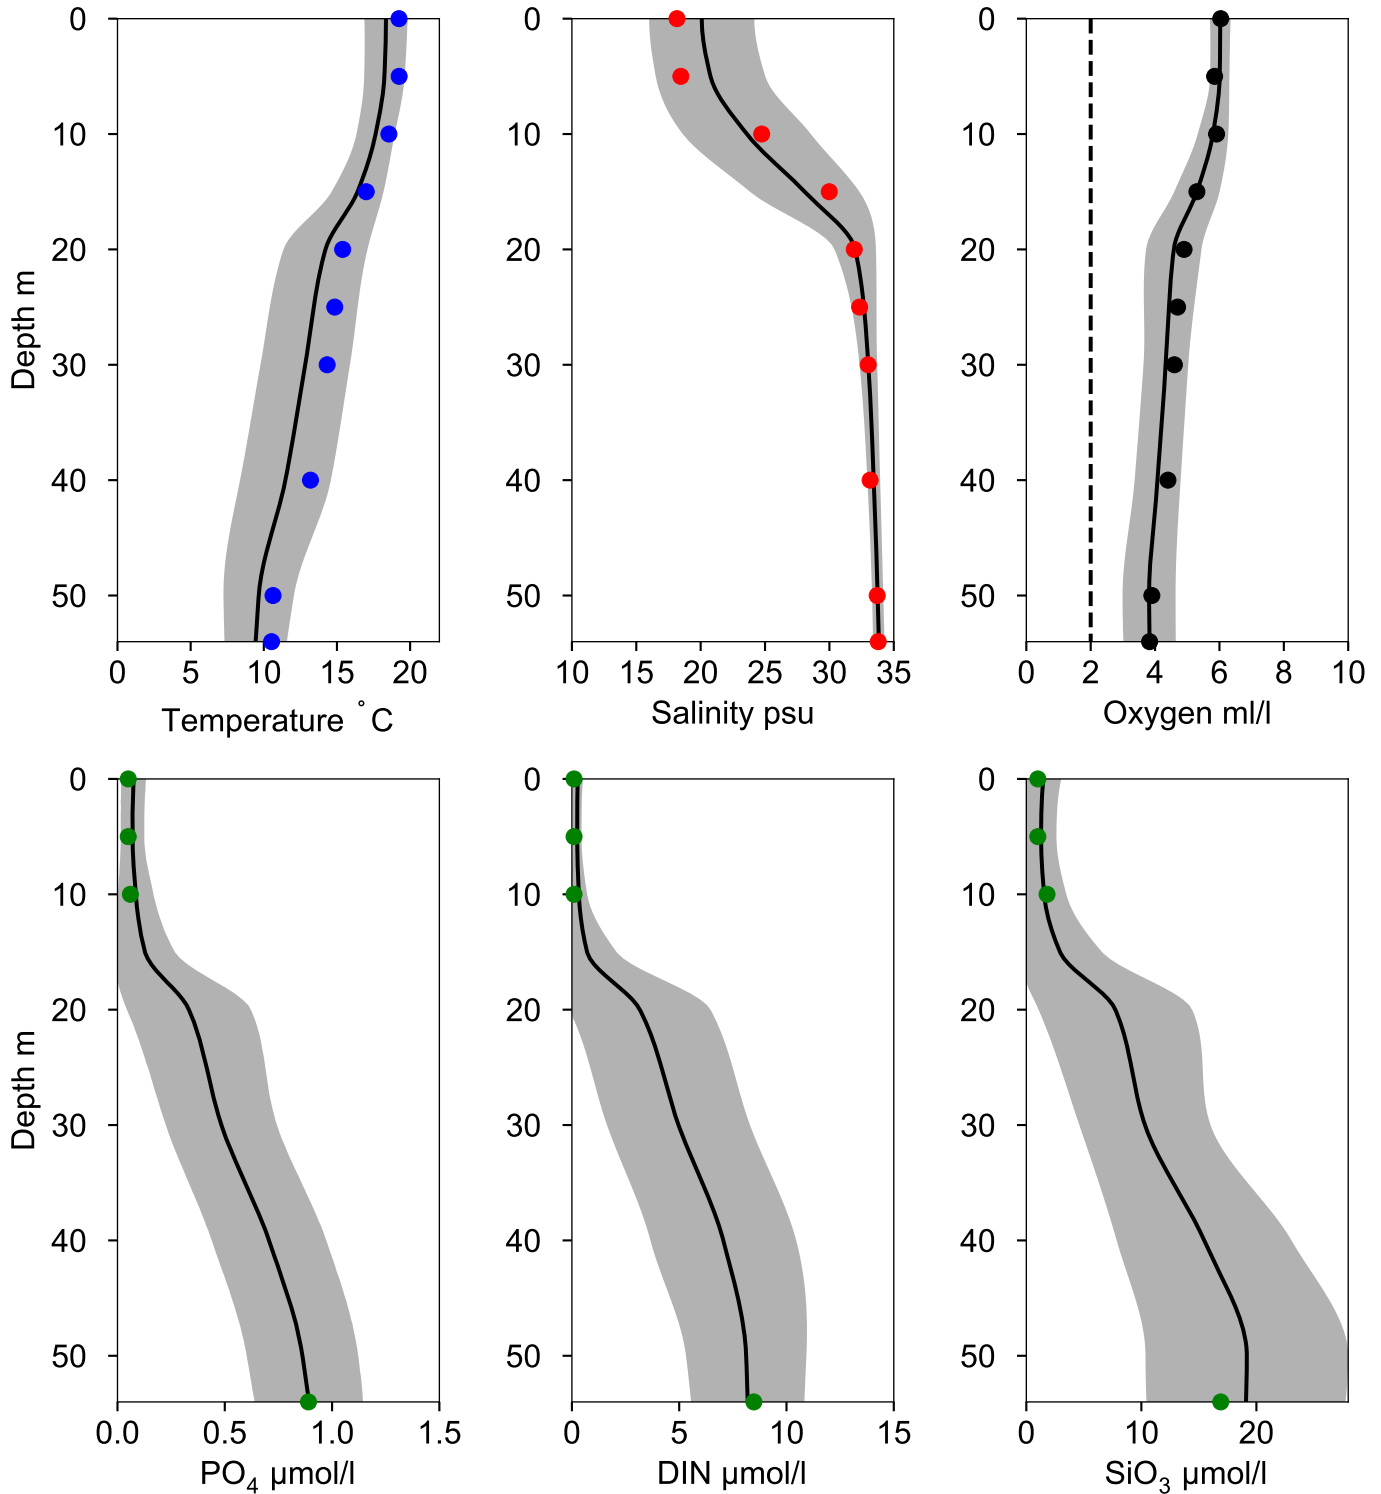 0
10
20
30
40
50
Depth m
0 5 10 15 20
Temperature °C
0
10
20
30
40
50
10 15 20 25 30 35
Salinity psu
0
10
20
30
40
50
0 2 4 6 8 10
Oxygen ml/l
0
10
20
30
40
50
Depth m
0.0 0.5 1.0 1.5
PO₄ µmol/l
0
10
20
30
40
50
0 5 10 15
DIN µmol/l
0
10
20
30
40
50
0 10 20
SiO₃ µmol/l